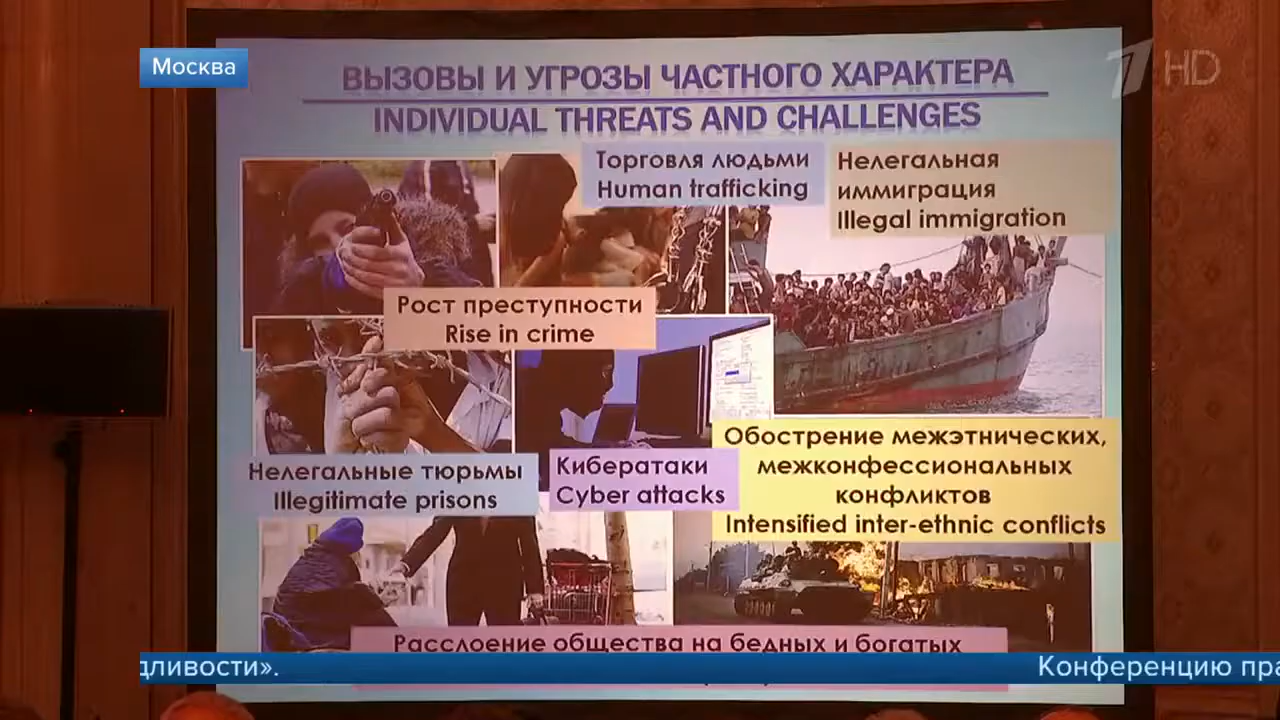 Москва
1 HD
ВЫЗОВЫ И УГРОЗЫ ЧАСТНОГО ХАРАКТЕРА
INDIVIDUAL THREATS AND CHALLENGES
Торговля людьми
Human trafficking
Нелегальная
иммиграция
Illegal immigration
Рост преступности
Rise in crime
Нелегальные тюрьмы
Illegitimate prisons
Кибератаки
Cyber attacks
Обострение межэтнических,
межконфессиональных
конфликтов
Intensified inter-ethnic conflicts
Расслоение общества на бедных и богатых
дливости».
Конференцию пра